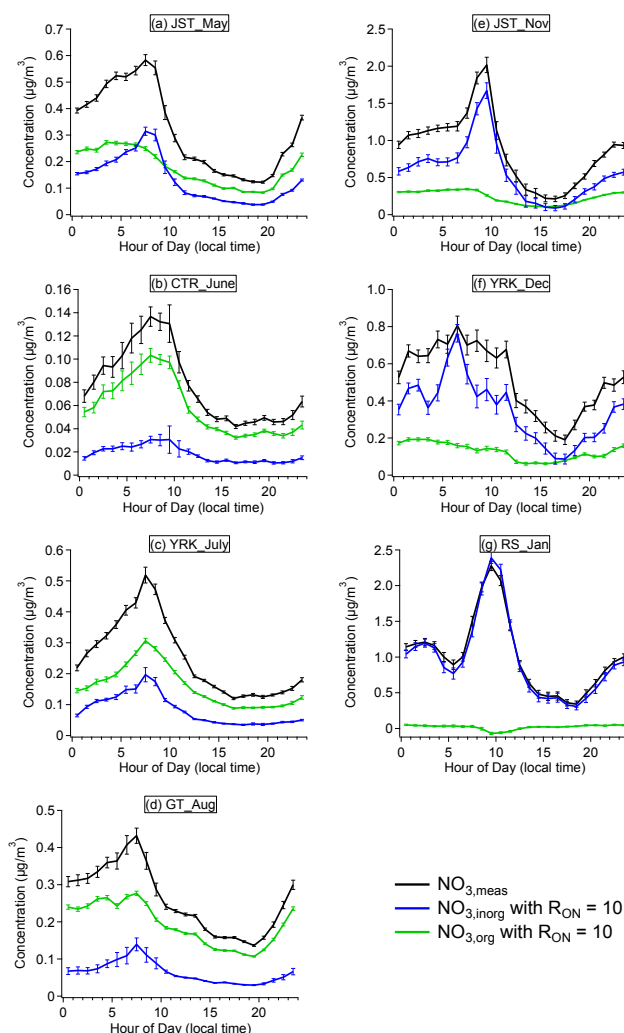 (a) JST_May
0.7
0.6
0.5
0.4
0.3
0.2
0.1
0
Concentration (µg/m³)
0 5 10 15 20
Hour of Day (local time)
(e) JST_Nov
2.5
2.0
1.5
1.0
0.5
0
Concentration (µg/m³)
0 5 10 15 20
Hour of Day (local time)
(b) CTR_June
0.16
0.14
0.12
0.10
0.08
0.06
0.04
0.02
0
Concentration (µg/m³)
0 5 10 15 20
Hour of Day (local time)
(f) YRK_Dec
1.0
0.8
0.6
0.4
0.2
0
Concentration (µg/m³)
0 5 10 15 20
Hour of Day (local time)
(c) YRK_July
0.6
0.5
0.4
0.3
0.2
0.1
0
Concentration (µg/m³)
0 5 10 15 20
Hour of Day (local time)
(g) RS_Jan
2.5
2.0
1.5
1.0
0.5
0
Concentration (µg/m³)
0 5 10 15 20
Hour of Day (local time)
(d) GT_Aug
0.5
0.4
0.3
0.2
0.1
0
Concentration (µg/m³)
0 5 10 15 20
Hour of Day (local time)
NO3,meas
NO3,inorg with RON = 10
NO3,org with RON = 10